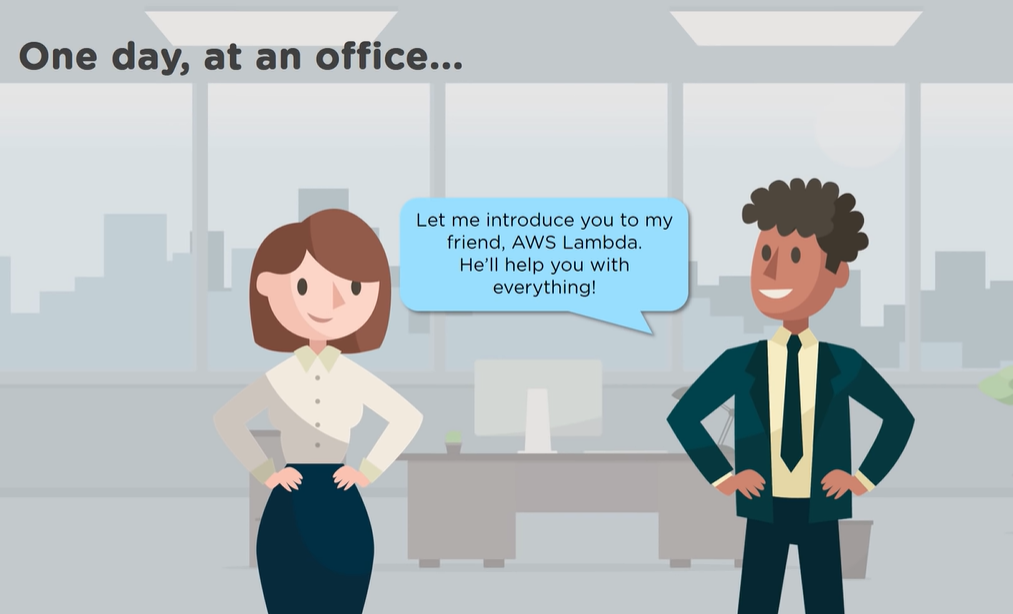 One day, at an office...
Let me introduce you to my
friend, AWS Lambda.
He’ll help you with
everything!